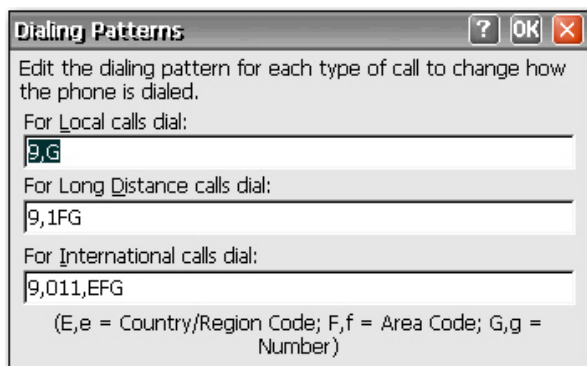 Dialing Patterns ? OK X
Edit the dialing pattern for each type of call to change how
the phone is dialed.
For Local calls dial:
9,G
For Long Distance calls dial:
9,1FG
For International calls dial:
9,011,EFG
(E,e = Country/Region Code; F,f = Area Code; G,g =
Number)